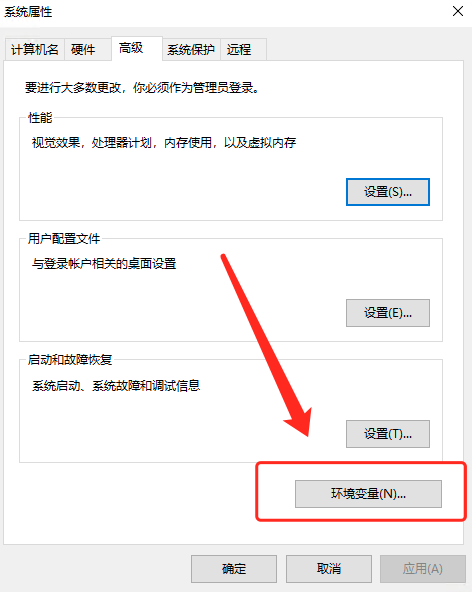 系统属性
计算机名 硬件 高级 系统保护 远程
要进行大多数更改，你必须作为管理员登录。
性能
视觉效果，处理器计划，内存使用，以及虚拟内存
设置(S)...
用户配置文件
与登录帐户相关的桌面设置
设置(E)...
启动和故障恢复
系统启动、系统故障和调试信息
设置(T)...
环境变量(N)...
确定 取消 应用(A)